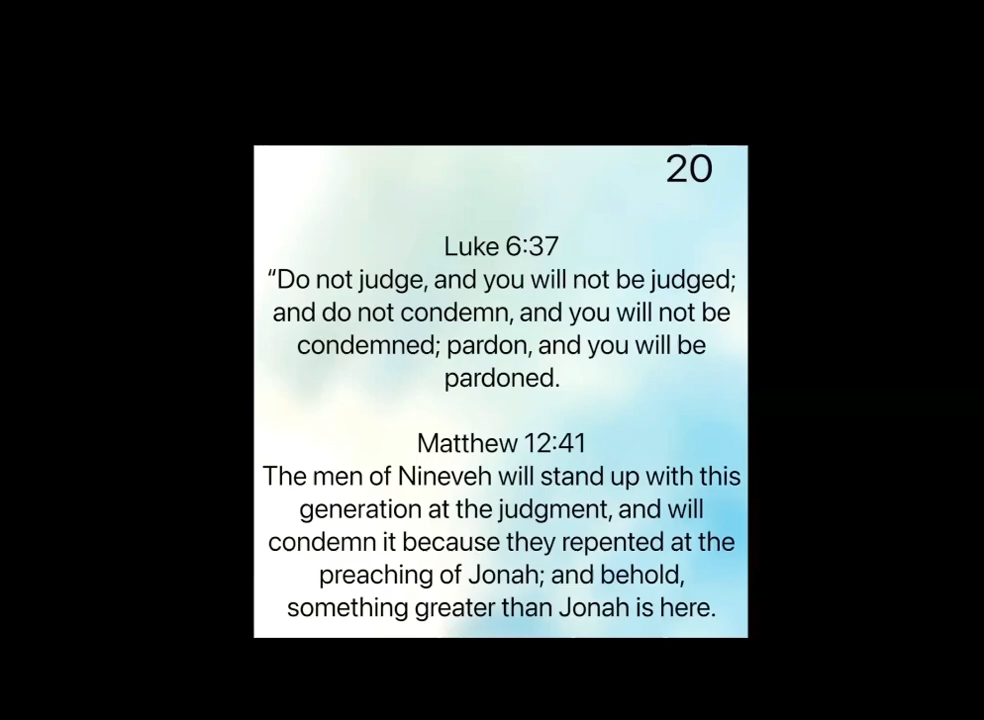 20
Luke 6:37
“Do not judge, and you will not be judged;
and do not condemn, and you will not be
condemned; pardon, and you will be
pardoned.
Matthew 12:41
The men of Nineveh will stand up with this
generation at the judgment, and will
condemn it because they repented at the
preaching of Jonah; and behold,
something greater than Jonah is here.